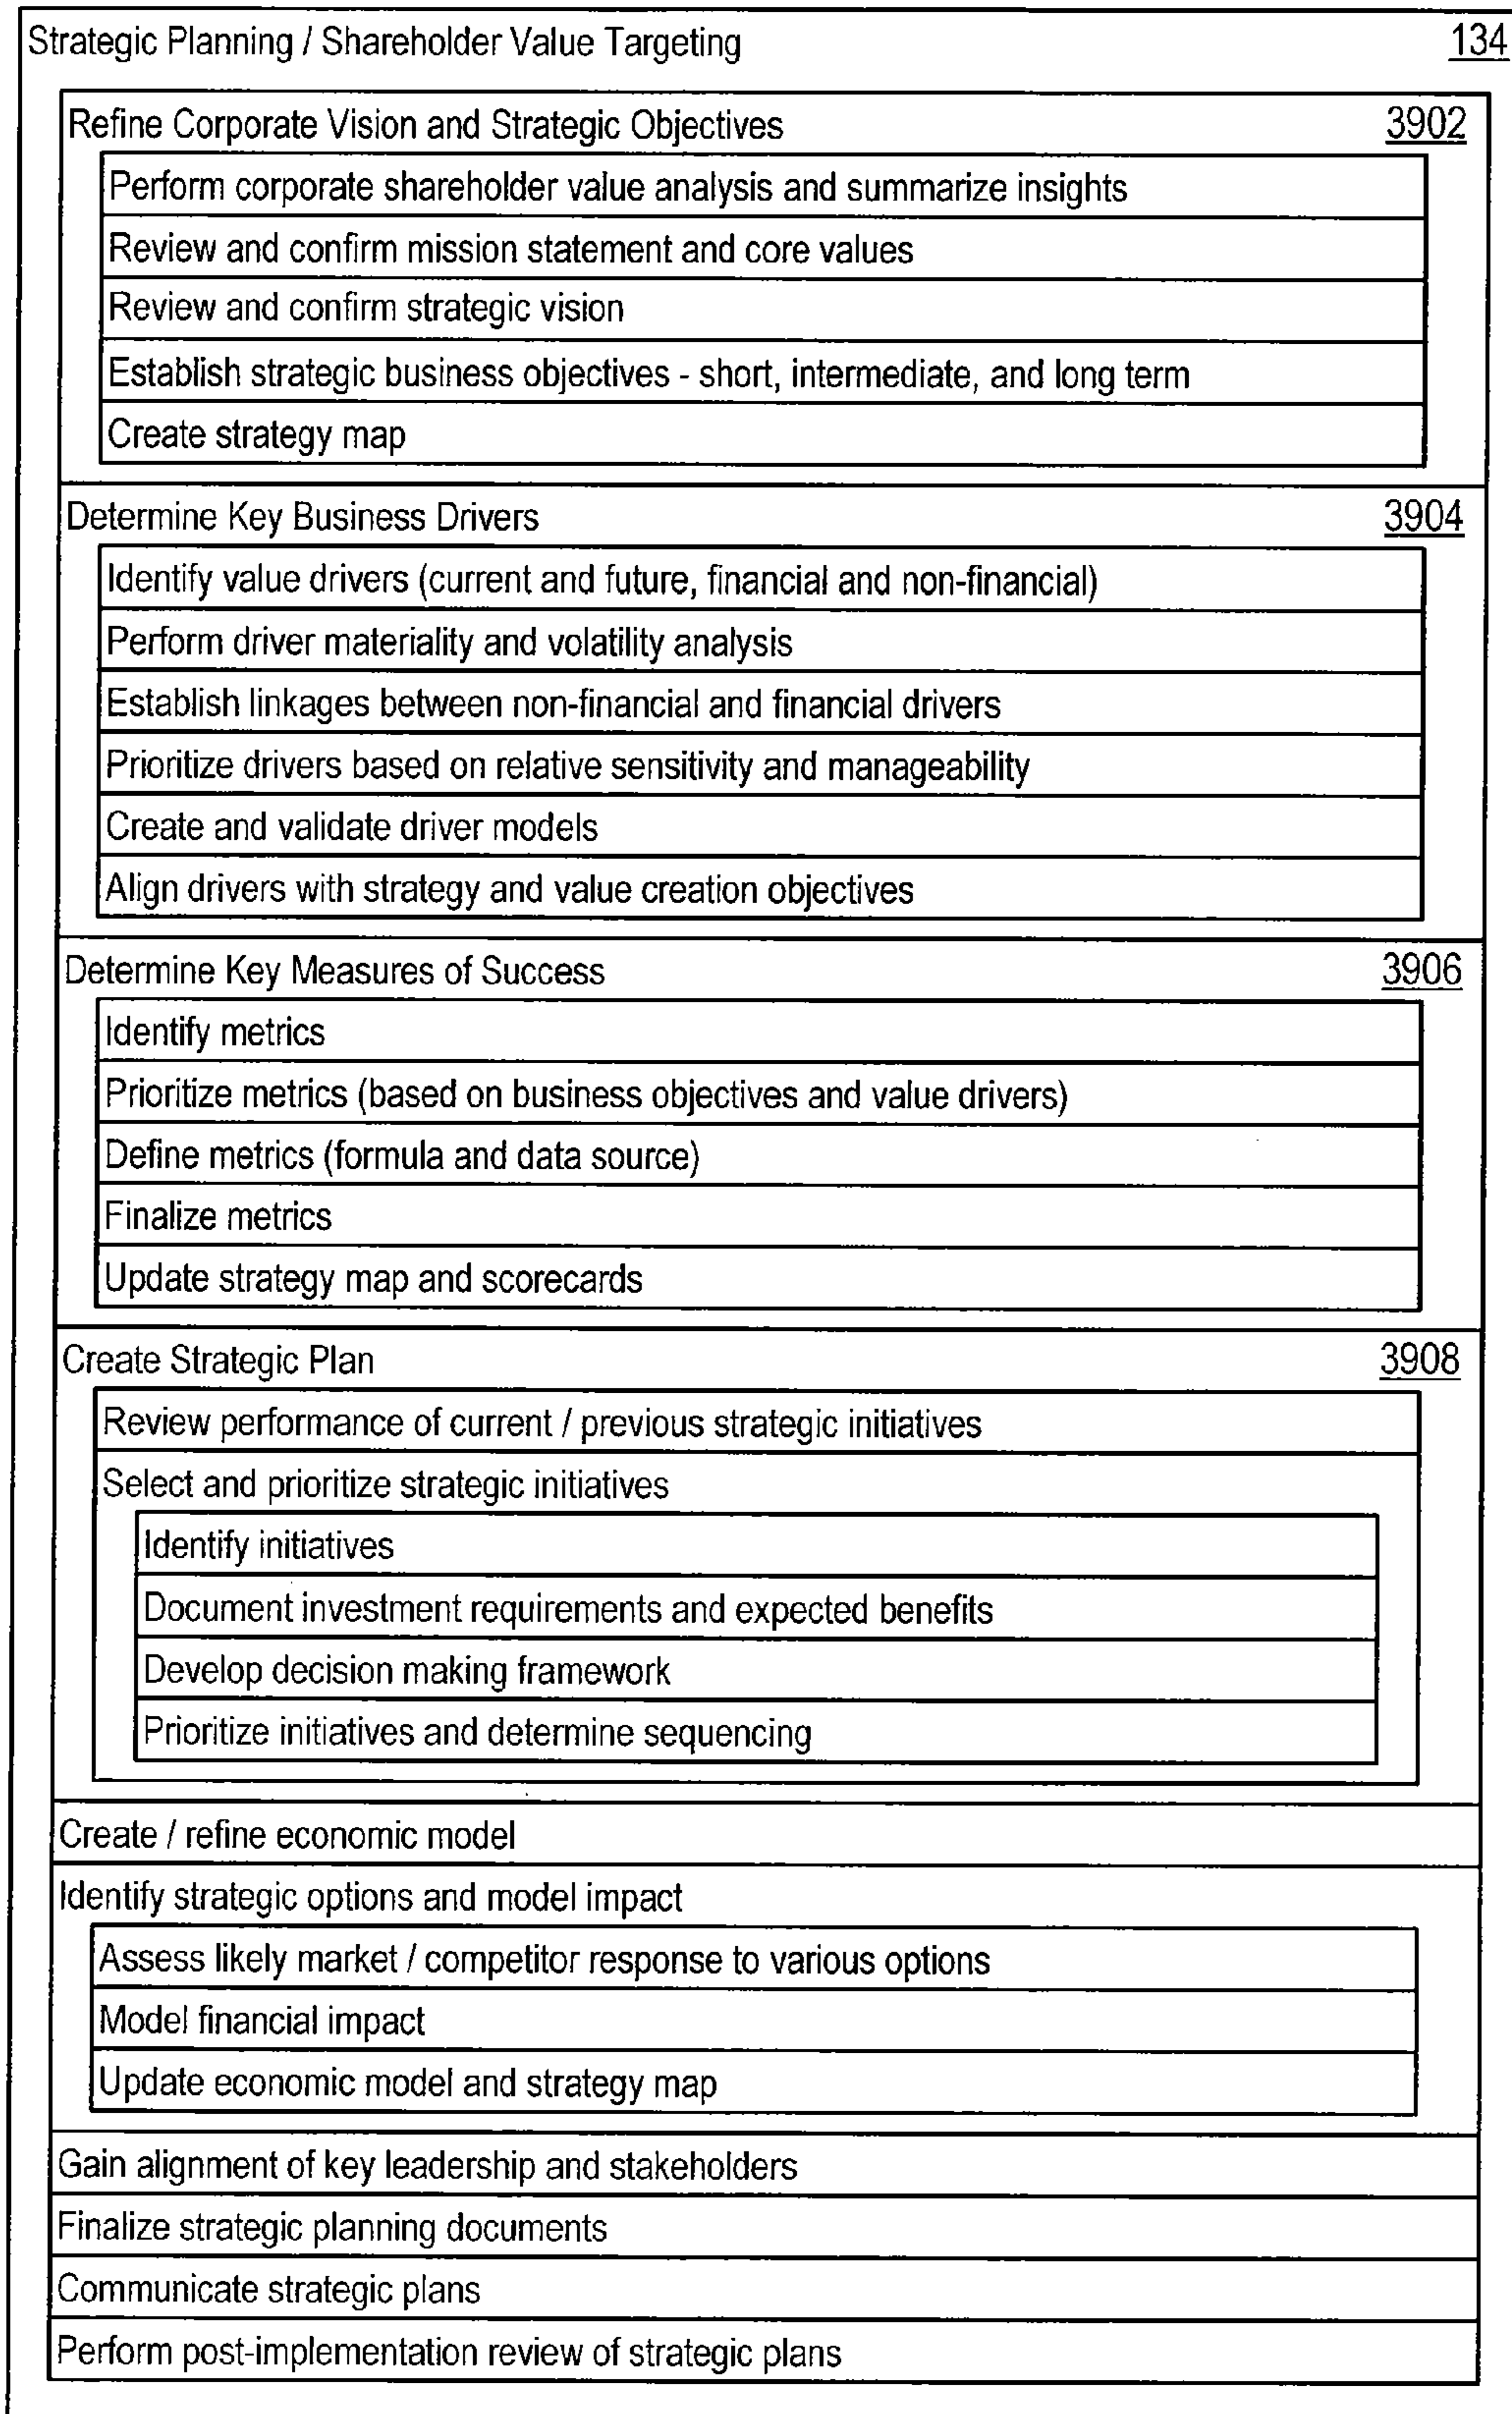 Strategic Planning / Shareholder Value Targeting 134
Refine Corporate Vision and Strategic Objectives 3902
Perform corporate shareholder value analysis and summarize insights
Review and confirm mission statement and core values
Review and confirm strategic vision
Establish strategic business objectives - short, intermediate, and long term
Create strategy map
Determine Key Business Drivers 3904
Identify value drivers (current and future, financial and non-financial)
Perform driver materiality and volatility analysis
Establish linkages between non-financial and financial drivers
Prioritize drivers based on relative sensitivity and manageability
Create and validate driver models
Align drivers with strategy and value creation objectives
Determine Key Measures of Success 3906
Identify metrics
Prioritize metrics (based on business objectives and value drivers)
Define metrics (formula and data source)
Finalize metrics
Update strategy map and scorecards
Create Strategic Plan 3908
Review performance of current / previous strategic initiatives
Select and prioritize strategic initiatives
Identify initiatives
Document investment requirements and expected benefits
Develop decision making framework
Prioritize initiatives and determine sequencing
Create / refine economic model
Identify strategic options and model impact
Assess likely market / competitor response to various options
Model financial impact
Update economic model and strategy map
Gain alignment of key leadership and stakeholders
Finalize strategic planning documents
Communicate strategic plans
Perform post-implementation review of strategic plans